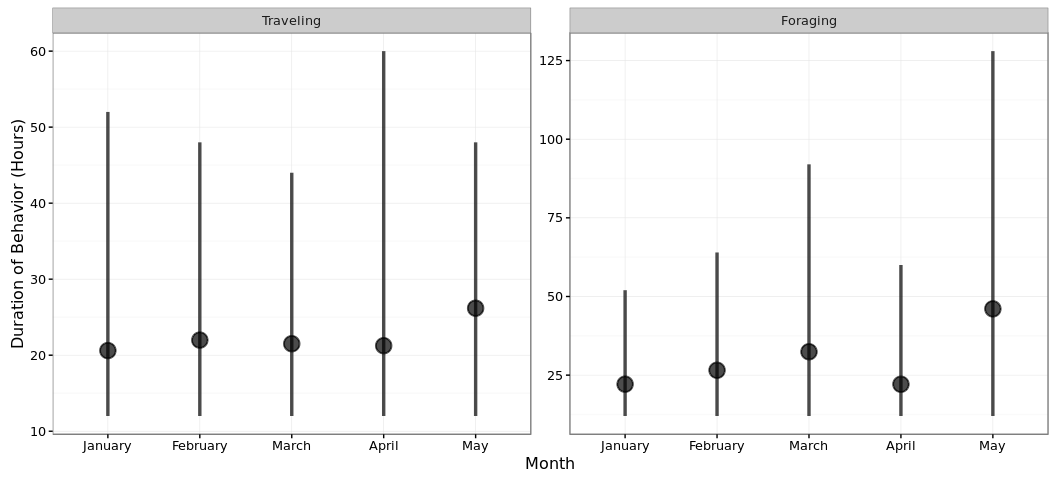 Traveling
Foraging
Duration of Behavior (Hours)
60
50
40
30
20
10
125
100
75
50
25
January February March April May
January February March April May
Month